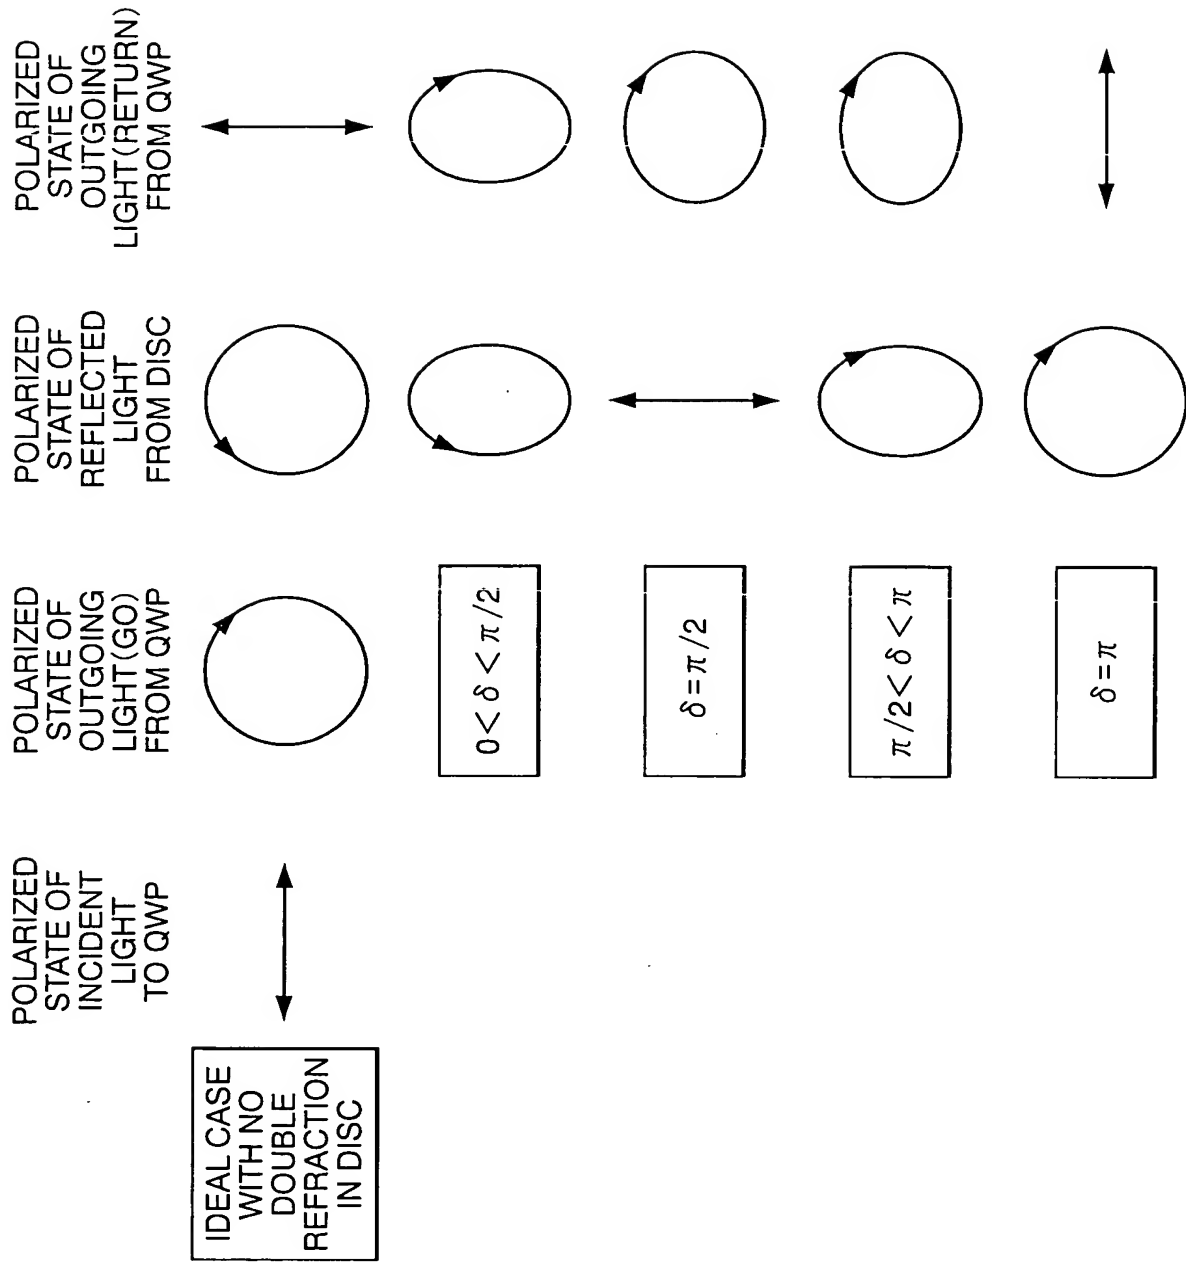 POLARIZED
STATE OF
INCIDENT
LIGHT
TO QWP
POLARIZED
STATE OF
OUTGOING
LIGHT(GO)
FROM QWP
POLARIZED
STATE OF
REFLECTED
LIGHT
FROM DISC
POLARIZED
STATE OF
OUTGOING
LIGHT(RETURN)
FROM QWP
IDEAL CASE
WITH NO
DOUBLE
REFRACTION
IN DISC
0<δ<π/2
δ=π/2
π/2<δ<π
δ=π